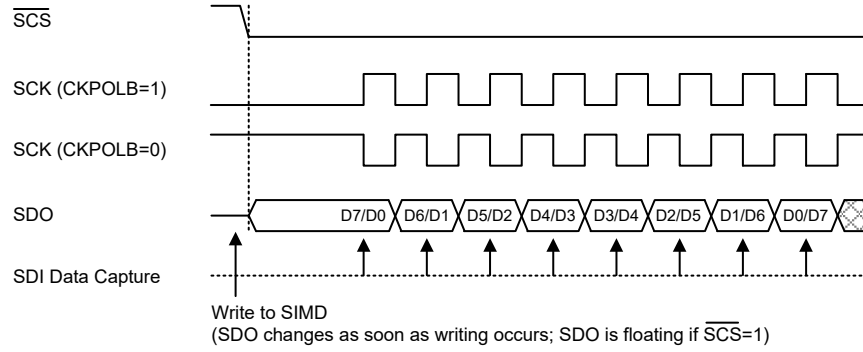 SCS
SCK (CKPOLB=1)
SCK (CKPOLB=0)
SDO
D7/D0 D6/D1 D5/D2 D4/D3 D3/D4 D2/D5 D1/D6 D0/D7
SDI Data Capture
Write to SIMD
(SDO changes as soon as writing occurs; SDO is floating if SCS=1)